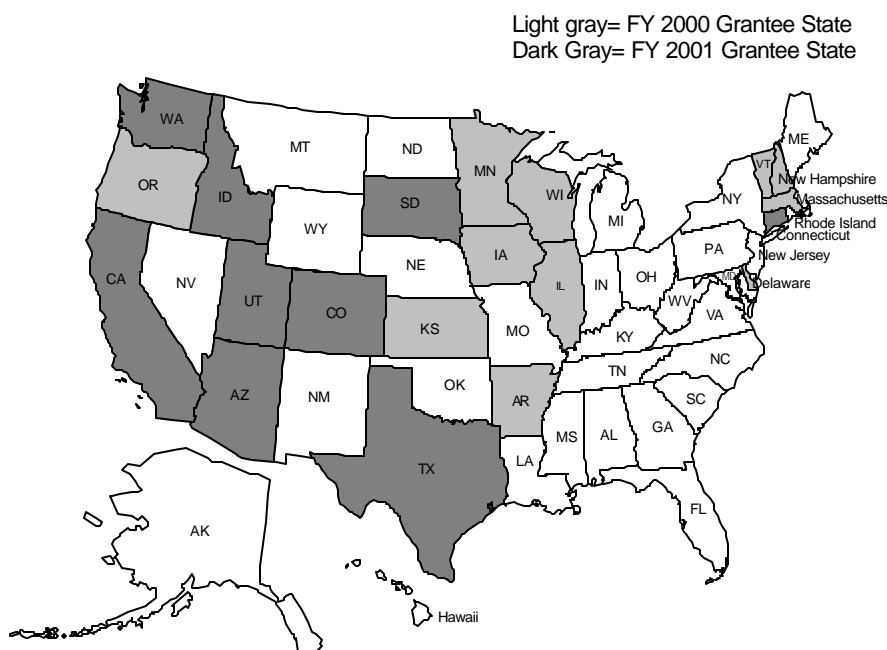 Light gray= FY 2000 Grantee State
Dark Gray= FY 2001 Grantee State
WA
MT
ND
ME
OR
ID
MN
VT
New Hampshire
SD
WI
NY
Massachusetts
WY
MI
Rhode Island
Connecticut
IA
PA
New Jersey
NE
CA
NV
UT
IL
IN
OH
MD
Delaware
CO
WV
KS
MO
VA
KY
NC
TN
AZ
NM
OK
AR
SC
MS
AL
GA
TX
LA
FL
AK
Hawaii